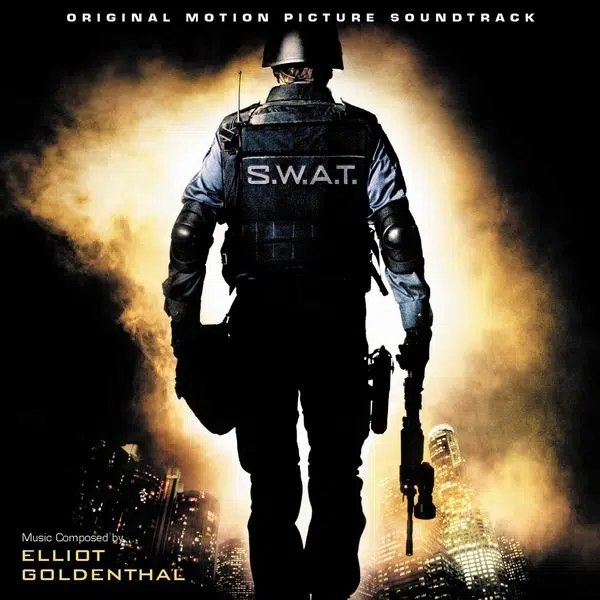 ORIGINAL MOTION PICTURE SOUNDTRACK
S.W.A.T.
Music Composed by
ELLIOT
GOLDENTHAL